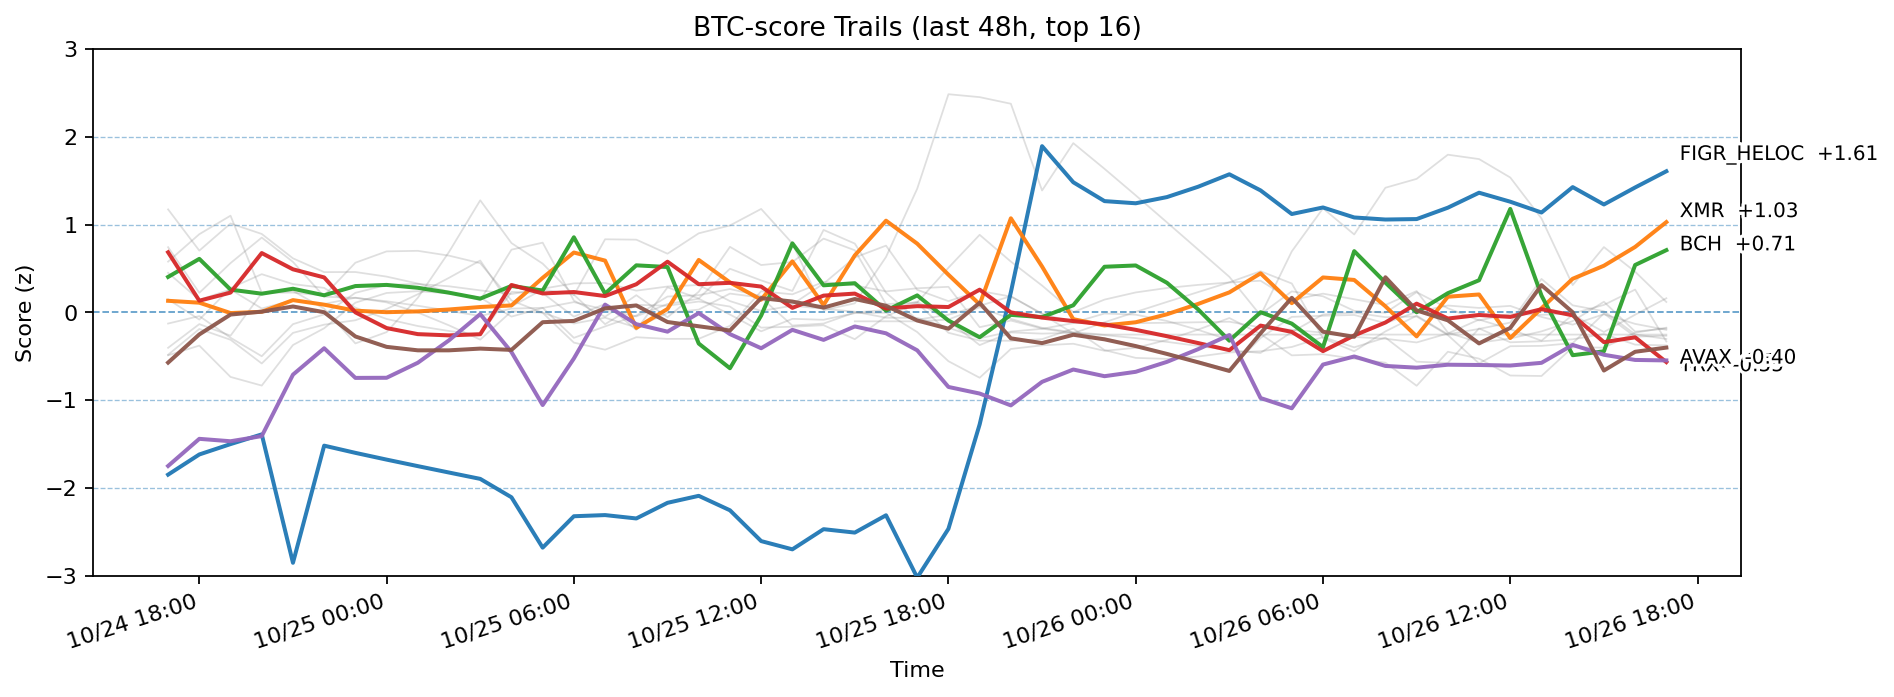 BTC-score Trails (last 48h, top 16)
3
2
1
0
−1
−2
−3
Score (z)
FIGR_HELOC +1.61
XMR +1.03
BCH +0.71
AVAX -0.40
10/24 18:00
10/25 00:00
10/25 06:00
10/25 12:00
10/25 18:00
10/26 00:00
10/26 06:00
10/26 12:00
10/26 18:00
Time